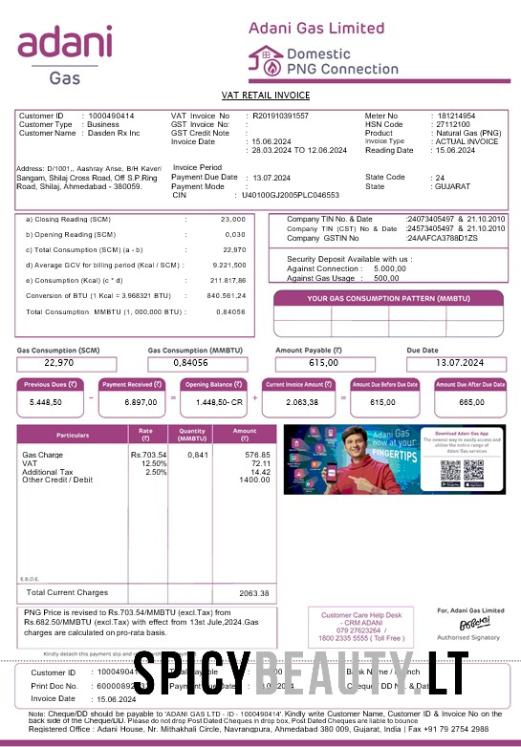 adani
Gas
Adani Gas Limited
Domestic
PNG Connection
VAT RETAIL INVOICE
Customer ID : 1000490414
Customer Type : Business
Customer Name : Dasden Rx Inc
Address: D/1001,, Aashray Arise, B/H Kaveri
Sangam, Shilaj Cross Road, Off S.P.Ring
Road, Shilaj, Ahmedabad - 380059.
VAT Invoice No : R201910391557
GST Invoice No: :
GST Credit Note :
Invoice Date : 15.06.2024
: 28.03.2024 TO 12.06.2024
Invoice Period
Payment Due Date : 13.07.2024
Payment Mode :
CIN : U40100GJ2005PLC046553
Meter No : 181214954
HSN Code : 27112100
Product : Natural Gas (PNG)
Invoice Type : ACTUAL INVOICE
Reading Date : 15.06.2024
State Code : 24
State : GUJARAT
a) Closing Reading (SCM) : 23,000
b) Opening Reading (SCM) : 0,030
c) Total Consumption (SCM) (a - b) : 22,970
d) Average GCV for billing period (Kcal / SCM) : 9.221,500
e) Consumption (Kcal) (c * d) : 211.817,86
Conversion of BTU (1 Kcal = 3.968321 BTU) : 840.561,24
Total Consumption MMBTU (1, 000,000 BTU) : 0,84056
Company TIN No. & Date :24073405497 & 21.10.2010
Company TIN (CST) No & Date :24573405497 & 21.10.2010
Company GSTIN No :24AAFCA3788D1ZS
Security Deposit Available with us :
Against Connection : 5.000,00
Against Gas Usage : 500,00
YOUR GAS CONSUMPTION PATTERN (MMBTU)
Gas Consumption (SCM)
22,970
Gas Consumption (MMBTU)
0,84056
Amount Payable (₹)
615,00
Due Date
13.07.2024
Previous Dues (₹)
5.448,50
-
Payment Received (₹)
6.897,00
=
Opening Balance (₹)
1.448,50- CR
+
Current Invoice Amount (₹)
2.063,38
=
Amount Due Before Due Date
615,00
Amount Due After Due Date
665,00
Particulars Rate (₹) Quantity (MMBTU) Amount (₹)
Gas Charge Rs.703.54 0,841 576.85
VAT 12.50% 72.11
Additional Tax 2.50% 14.42
Other Credit / Debit 1400.00
E.&.O.E.
Total Current Charges 2063.38
Adani Gas
now at your
FINGERTIPS
Download Adani Gas App
The easiest way to easily access and
utilise the entire range of
Adani Gas services
PNG Price is revised to Rs.703.54/MMBTU (excl.Tax) from
Rs.682.50/MMBTU (excl.Tax) with effect from 13st Jule,2024.Gas
charges are calculated on pro-rata basis.
Customer Care Help Desk
- CRM ADANI
079 27623264 /
1800 2335 5555 ( Toll Free )
For, Adani Gas Limited
Authorised Signatory
Kindly detach this payment slip and
SPICYBEAUTY.LT
Customer ID : 1000490414
Print Doc No. :
Invoice Date : 15.06.2024
Note: Cheque/DD should be payable to 'ADANI GAS LTD - ID - 1000490414'. Kindly write Customer Name, Customer ID & Invoice No on the
back side of the Cheque/DD. Please do not drop Post Dated Cheques in drop box, Post Dated Cheques are liable to bounce
Registered Office : Adani House, Nr. Mithakhali Circle, Navrangpura, Ahmedabad 380 009, Gujarat, India | Fax +91 79 2754 2988